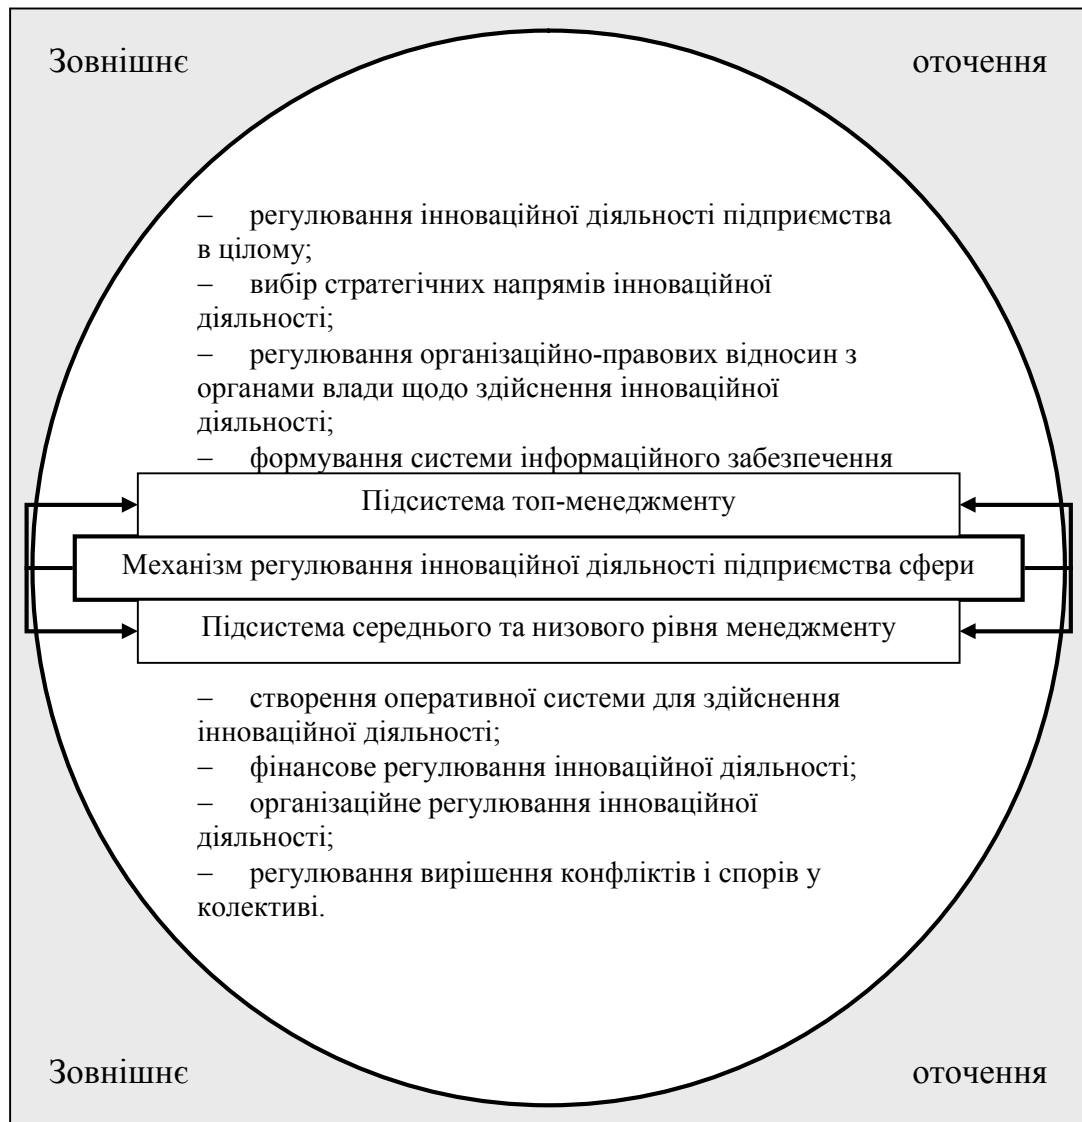 Зовнішнє оточення
– регулювання інноваційної діяльності підприємства
в цілому;
– вибір стратегічних напрямів інноваційної
діяльності;
– регулювання організаційно-правових відносин з
органами влади щодо здійснення інноваційної
діяльності;
– формування системи інформаційного забезпечення
Підсистема топ-менеджменту
Механізм регулювання інноваційної діяльності підприємства сфери
Підсистема середнього та низового рівня менеджменту
– створення оперативної системи для здійснення
інноваційної діяльності;
– фінансове регулювання інноваційної діяльності;
– організаційне регулювання інноваційної
діяльності;
– регулювання вирішення конфліктів і спорів у
колективі.
Зовнішнє оточення